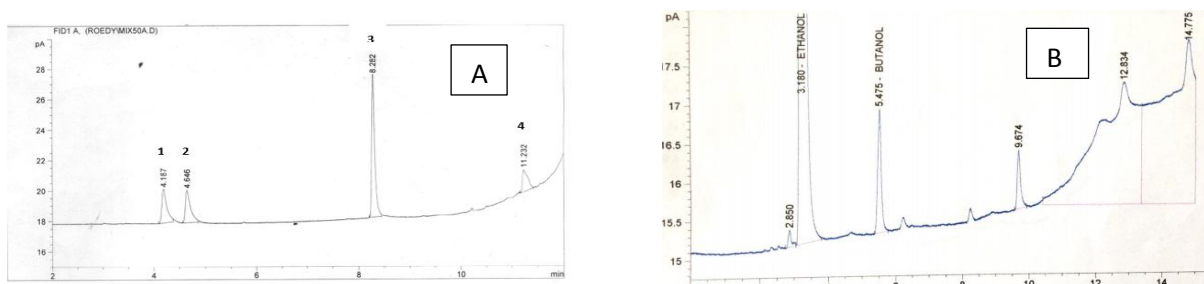 FID1 A, (ROEDY\MIX50A.D)
pA
28
26
24
22
20
18
16
1
4.187
2
4.646
3
8.282
4
11.232
A
2 4 6 8 10 min
pA
17.5
17
16.5
16
15.5
15
2.850
3.180 - ETHANOL
5.475 - BUTANOL
9.674
12.834
14.775
B
10 12 14